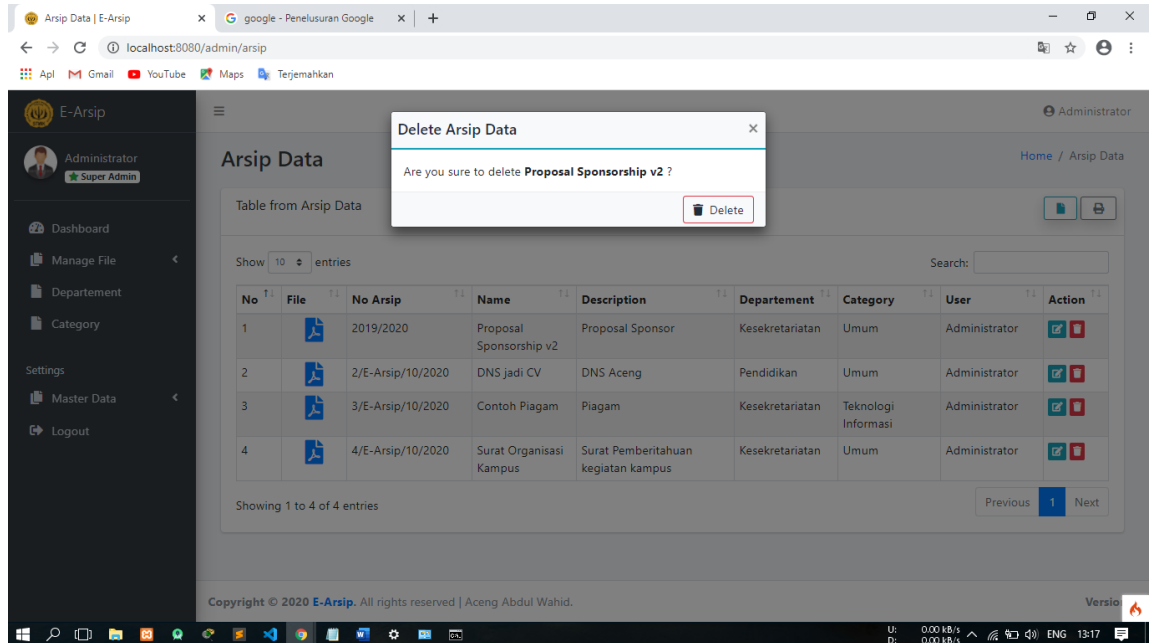 Arsip Data | E-Arsip
google - Penelusuran Google
localhost:8080/admin/arsip
Apl Gmail YouTube Maps Terjemahkan
E-Arsip
Administrator
Administrator
Super Admin
Dashboard
Manage File
Departement
Category
Settings
Master Data
Logout
Delete Arsip Data ×
Are you sure to delete Proposal Sponsorship v2 ?
Delete
Arsip Data
Home / Arsip Data
Table from Arsip Data
Show 10 entries
Search:
No File No Arsip Name Description Departement Category User Action
1 2019/2020 Proposal Sponsor Kesekretariatan Umum Administrator
Proposal
Sponsorship v2
2 2/E-Arsip/10/2020 DNS jadi CV DNS Aceng Pendidikan Umum Administrator
3 3/E-Arsip/10/2020 Contoh Piagam Piagam Kesekretariatan Administrator
Teknologi
Informasi
4 4/E-Arsip/10/2020 Kesekretariatan Umum Administrator
Surat Organisasi
Kampus
Surat Pemberitahuan
kegiatan kampus
Showing 1 to 4 of 4 entries
Previous 1 Next
Copyright © 2020 E-Arsip. All rights reserved | Aceng Abdul Wahid.
Versio
U: 0.00 kB/s
D: 0.00 kB/s
ENG 13:17